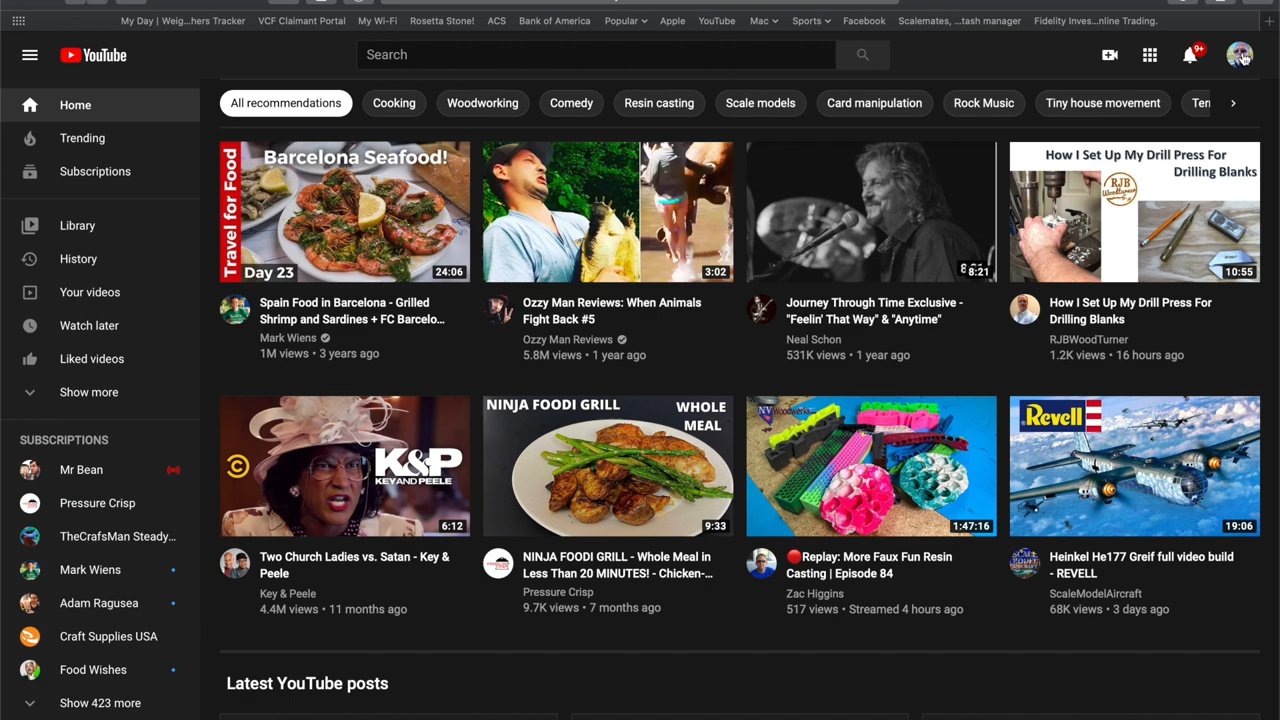 My Day | Weig...hers Tracker VCF Claimant Portal My Wi-Fi Rosetta Stone! ACS Bank of America Popular Apple YouTube Mac Sports Facebook Scalemates, ...tash manager Fidelity Inves...nline Trading.
YouTube
Search
9+
All recommendations Cooking Woodworking Comedy Resin casting Scale models Card manipulation Rock Music Tiny house movement
Home
Trending
Subscriptions
Library
History
Your videos
Watch later
Liked videos
Show more
SUBSCRIPTIONS
Mr Bean
Pressure Crisp
TheCrafsMan Steady...
Mark Wiens
Adam Ragusea
Craft Supplies USA
Food Wishes
Show 423 more
Travel for Food
Barcelona Seafood!
Day 23
24:06
Spain Food in Barcelona - Grilled
Shrimp and Sardines + FC Barcelo...
Mark Wiens
1M views • 3 years ago
3:02
Ozzy Man Reviews: When Animals
Fight Back #5
Ozzy Man Reviews
5.8M views • 1 year ago
8:21
Journey Through Time Exclusive -
"Feelin' That Way" & "Anytime"
Neal Schon
531K views • 1 year ago
How I Set Up My Drill Press For
Drilling Blanks
RJB
Woodturner
10:55
How I Set Up My Drill Press For
Drilling Blanks
RJBWoodTurner
1.2K views • 16 hours ago
K&P
KEY AND PEELE
6:12
Two Church Ladies vs. Satan - Key &
Peele
Key & Peele
4.4M views • 11 months ago
NINJA FOODI GRILL
WHOLE
MEAL
9:33
NINJA FOODI GRILL - Whole Meal in
Less Than 20 MINUTES! - Chicken-...
Pressure Crisp
9.7K views • 7 months ago
NVWoodwerks
1:47:16
Replay: More Faux Fun Resin
Casting | Episode 84
Zac Higgins
517 views • Streamed 4 hours ago
Revell
19:06
Heinkel He177 Greif full video build
- REVELL
ScaleModelAircraft
68K views • 3 days ago
Latest YouTube posts